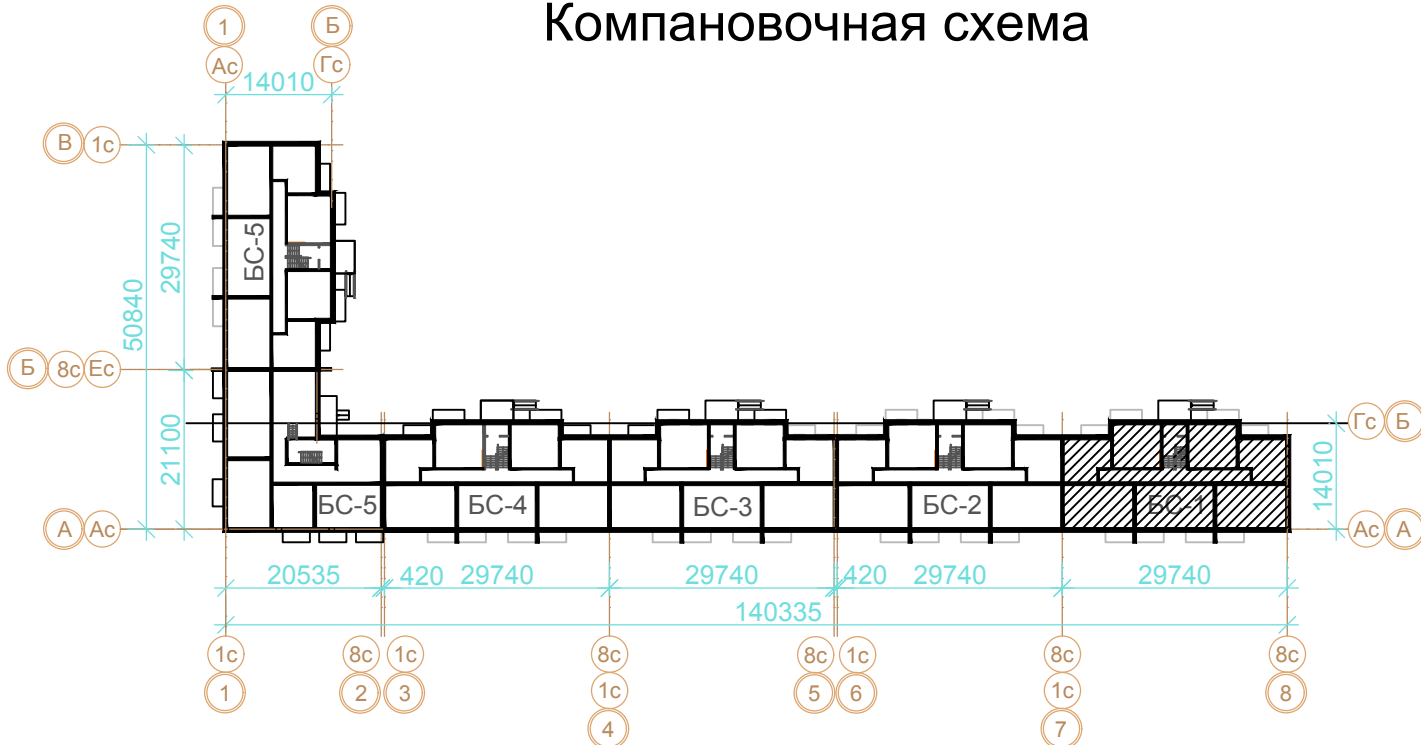 Компановочная схема
1 Б
Ас Гс
14010
В 1с
БС-5
29740
50840
Б 8с Ес
21100
Гс Б
14010
БС-5 БС-4 БС-3 БС-2 БС-1
А Ас
Ас А
20535 420 29740 29740 420 29740 29740
140335
1с 8с 1с 8с 8с 1с 8с 8с
1 2 3 1с 5 6 1с 8
4 7